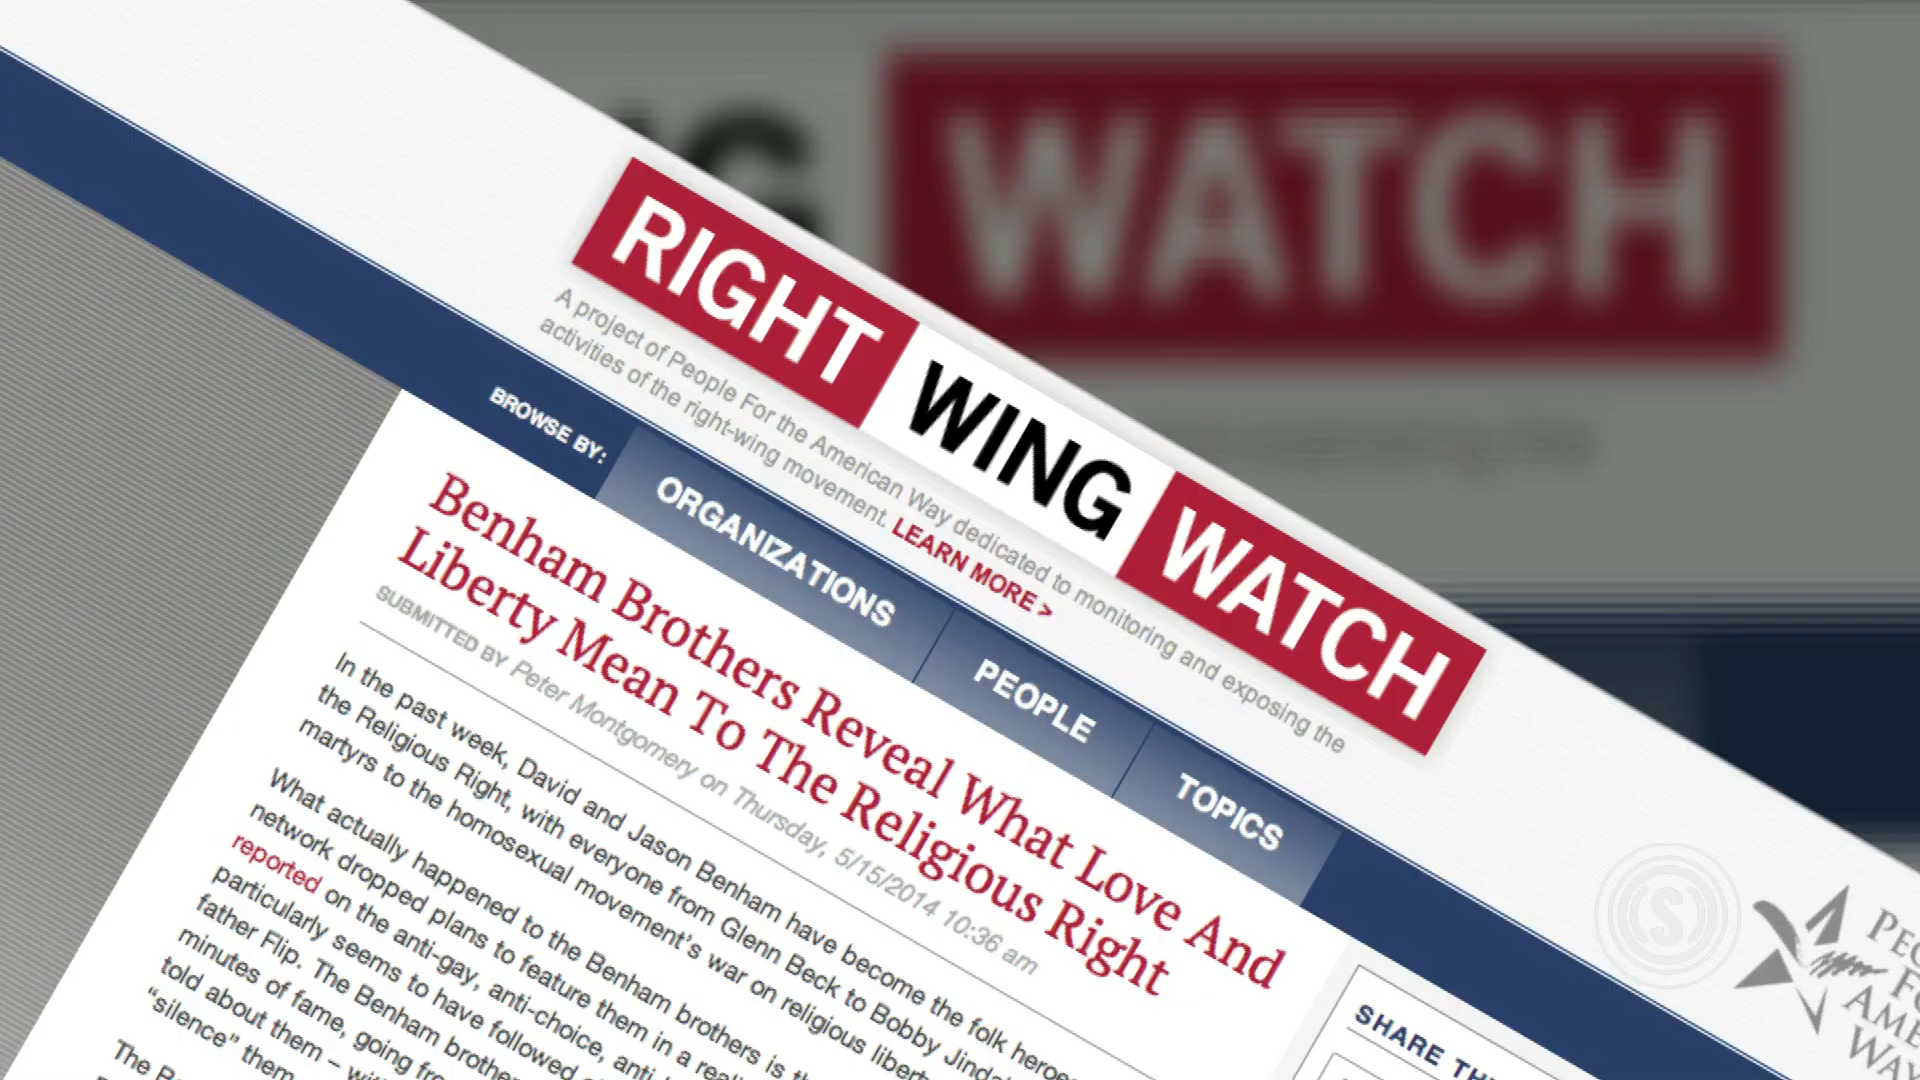 RIGHT WING WATCH
A project of People For the American Way dedicated to monitoring and exposing the
activities of the right-wing movement. LEARN MORE >
BROWSE BY: ORGANIZATIONS PEOPLE TOPICS
Benham Brothers Reveal What Love And
Liberty Mean To The Religious Right
SUBMITTED BY Peter Montgomery on Thursday, 5/15/2014 10:36 am
In the past week, David and Jason Benham have become the folk heroes
the Religious Right, with everyone from Glenn Beck to Bobby
martyrs to the homosexual movement's war on religious
What actually happened to the Benham brothers is
network dropped plans to feature them in a
reported on the anti-gay, anti-choice,
particularly seems to have followed
father Flip. The Benham
minutes of fame, going
told about them –
"silence" them
The
SHARE
WATCH
PEOPLE
WAY
S